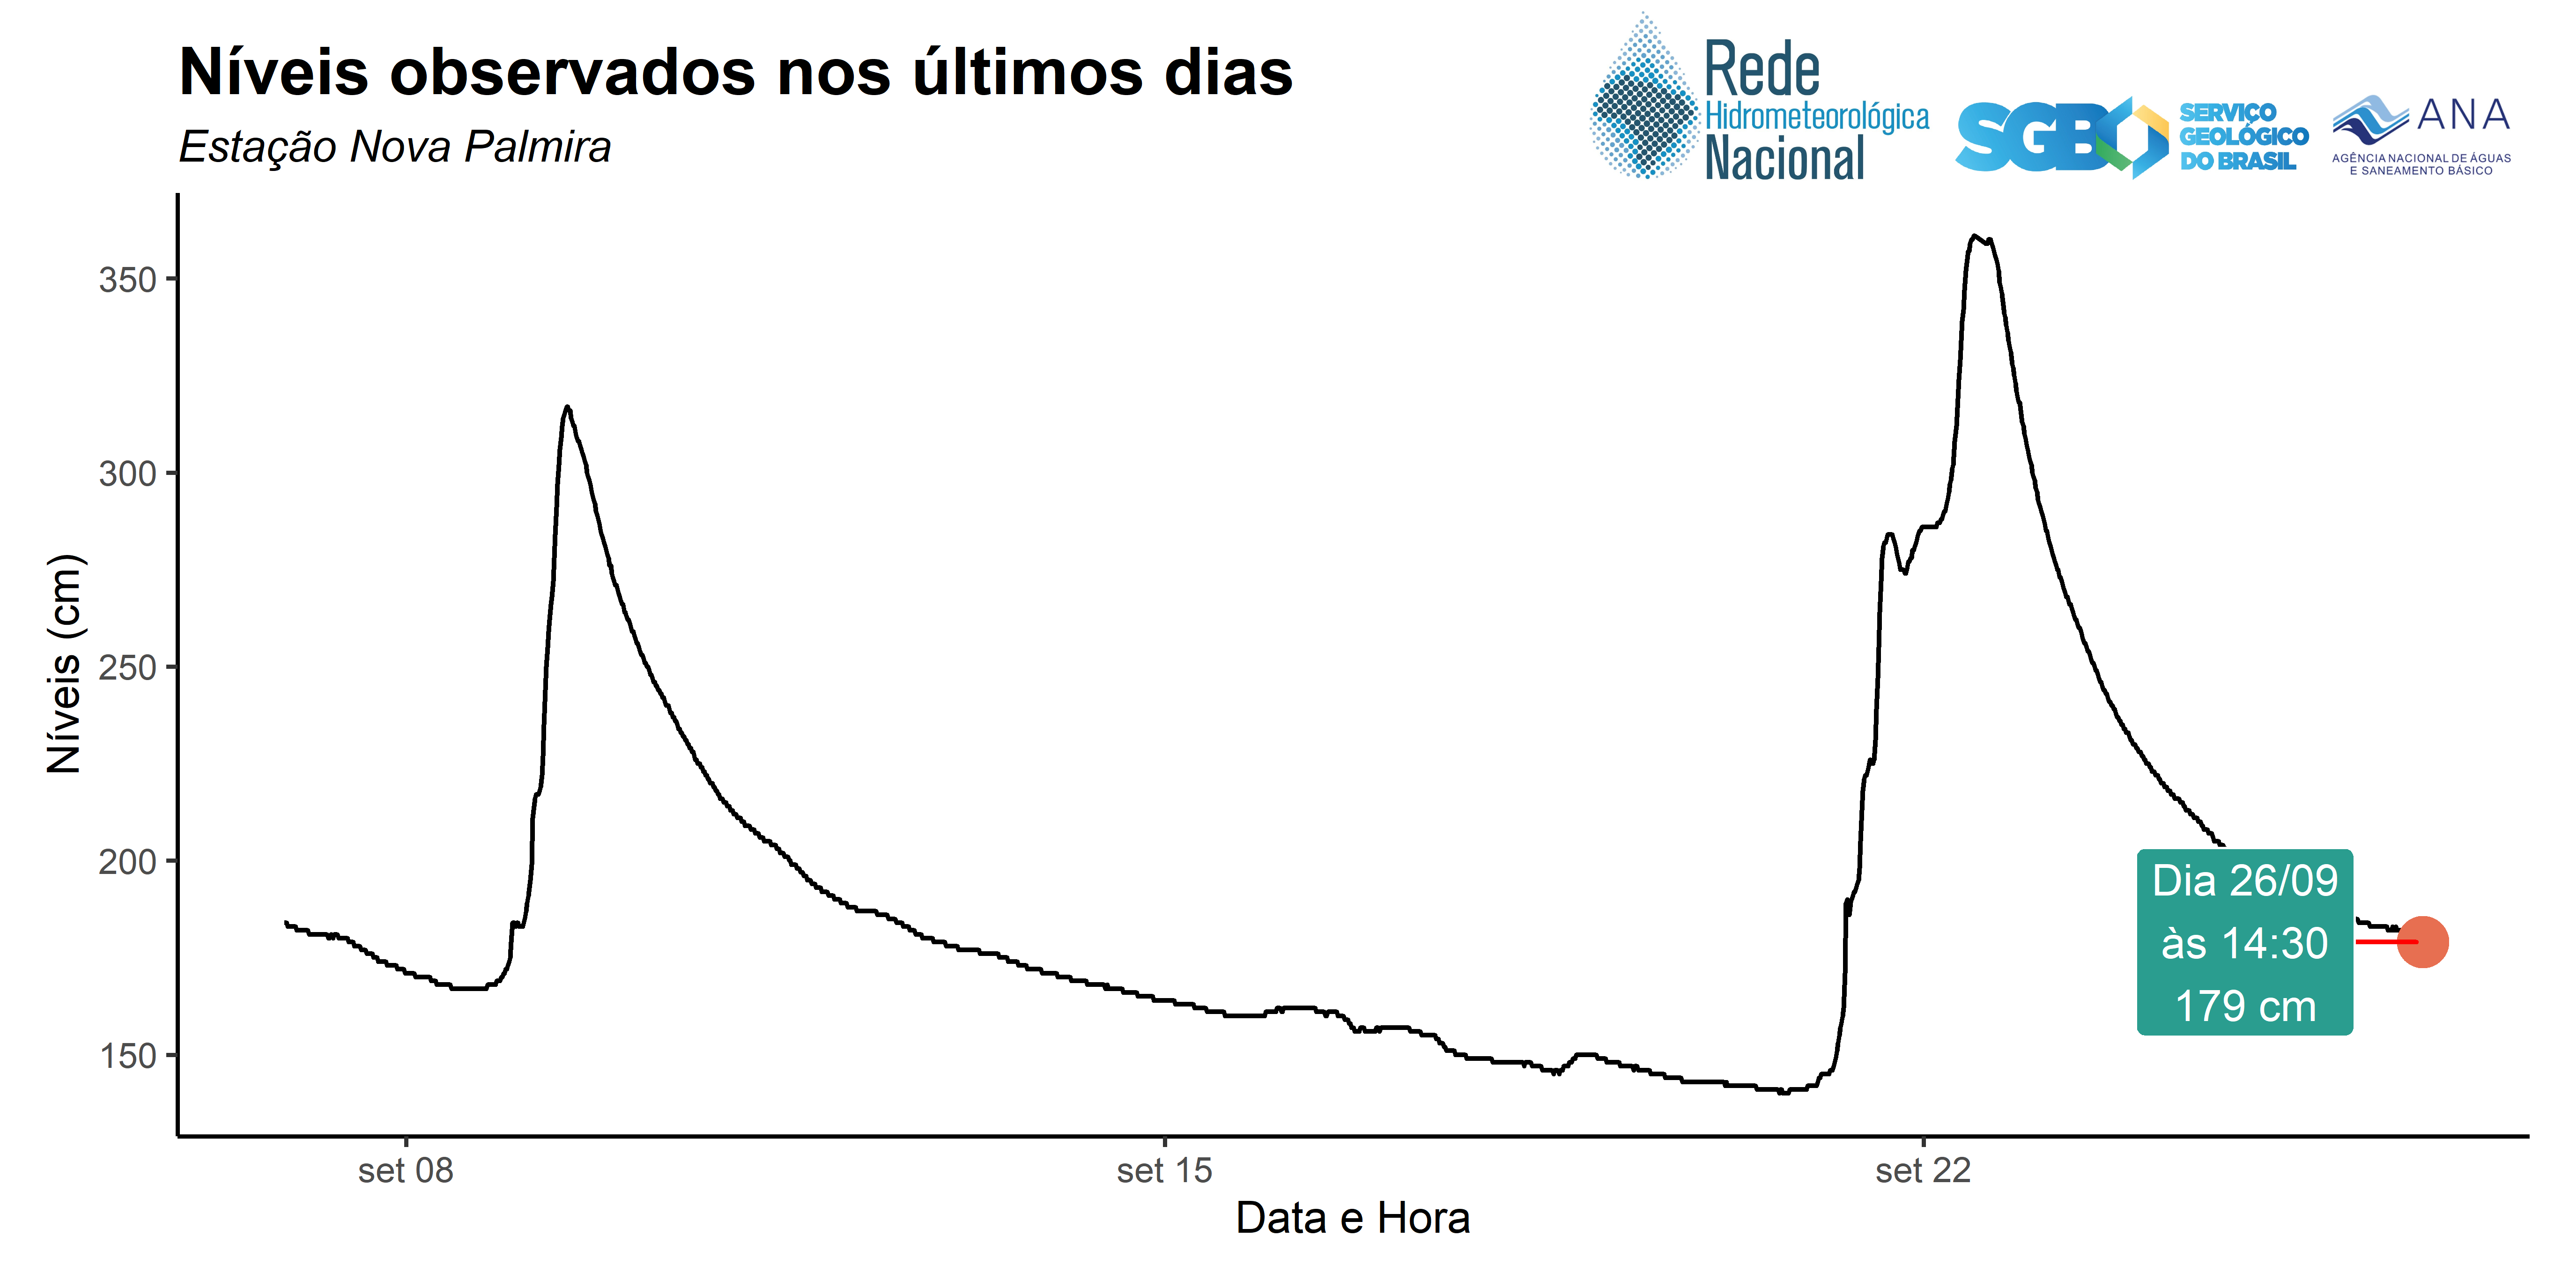 Níveis observados nos últimos dias
Estação Nova Palmira
Rede
Hidrometeorológica
Nacional
SGB
SERVIÇO
GEOLÓGICO
DO BRASIL
ANA
AGÊNCIA NACIONAL DE ÁGUAS
E SANEAMENTO BÁSICO
Níveis (cm)
350
300
250
200
150
Dia 26/09
às 14:30
179 cm
set 08
set 15
set 22
Data e Hora